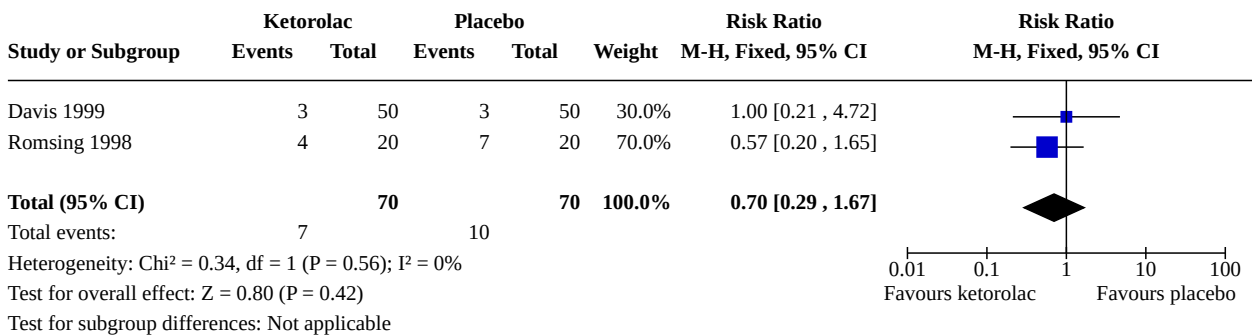 Ketorolac Placebo Risk Ratio Risk Ratio
Study or Subgroup Events Total Events Total Weight M-H, Fixed, 95% CI M-H, Fixed, 95% CI
Davis 1999 3 50 3 50 30.0% 1.00 [0.21 , 4.72]
Romsing 1998 4 20 7 20 70.0% 0.57 [0.20 , 1.65]
Total (95% CI) 70 70 100.0% 0.70 [0.29 , 1.67]
Total events: 7 10
Heterogeneity: Chi² = 0.34, df = 1 (P = 0.56); I² = 0%
Test for overall effect: Z = 0.80 (P = 0.42)
Test for subgroup differences: Not applicable
0.01 0.1 1 10 100
Favours ketorolac Favours placebo